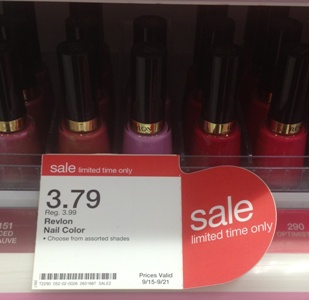 sale limited time only
3.79
Reg. 3.99
Revlon
Nail Color
• Choose from assorted shades
Prices Valid
9/15-9/21
sale
limited time only
290